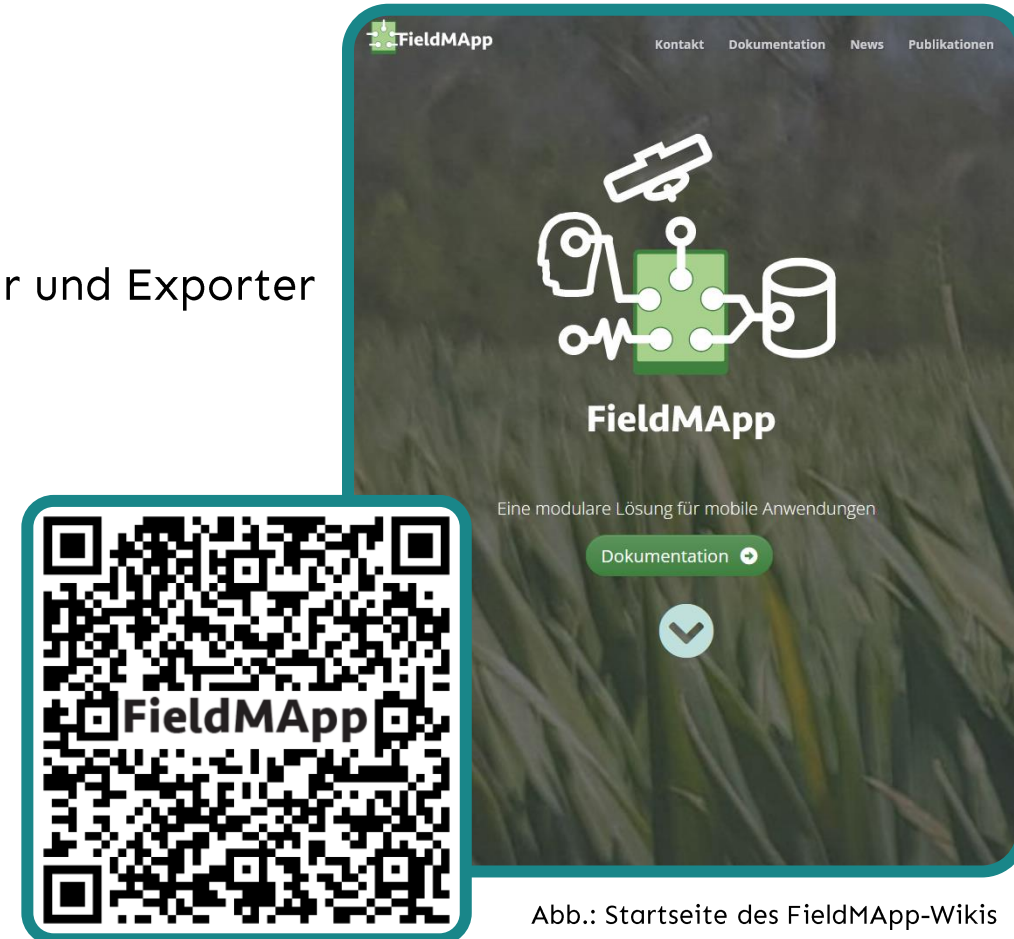 FieldMApp
Kontakt Dokumentation News Publikationen
r und Exporter
FieldMApp
Eine modulare Lösung für mobile Anwendungen
Dokumentation
FieldMApp
Abb.: Startseite des FieldMApp-Wikis